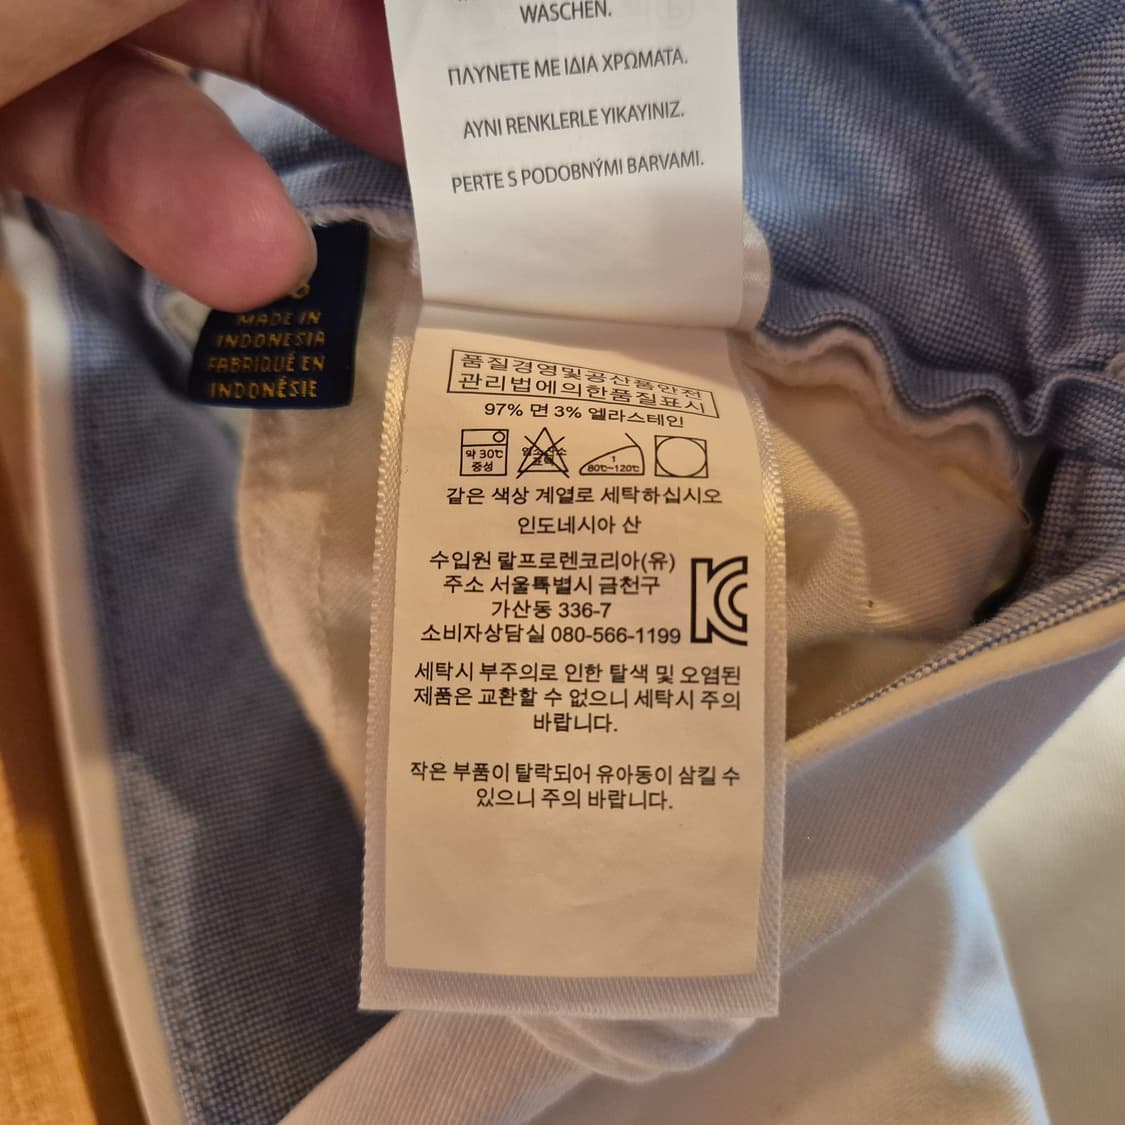 WASCHEN.
ΠΛΥΝΕΤΕ ΜΕ ΙΔΙΑ ΧΡΩΜΑΤΑ.
AYNI RENKLERLE YIKAYINIZ.
PERTE S PODOBNÝMI BARVAMI.
MADE IN
INDONESIA
FABRIQUÉ EN
INDONÉSIE
품질경영및공산품안전
관리법에의한품질표시
97% 면 3% 엘라스테인
약 30℃
중성
1
80℃~120℃
같은 색상 계열로 세탁하십시오
인도네시아 산
수입원 랄프로렌코리아(유)
주소 서울특별시 금천구
가산동 336-7
소비자상담실 080-566-1199
세탁시 부주의로 인한 탈색 및 오염된
제품은 교환할 수 없으니 세탁시 주의
바랍니다.
작은 부품이 탈락되어 유아동이 삼킬 수
있으니 주의 바랍니다.